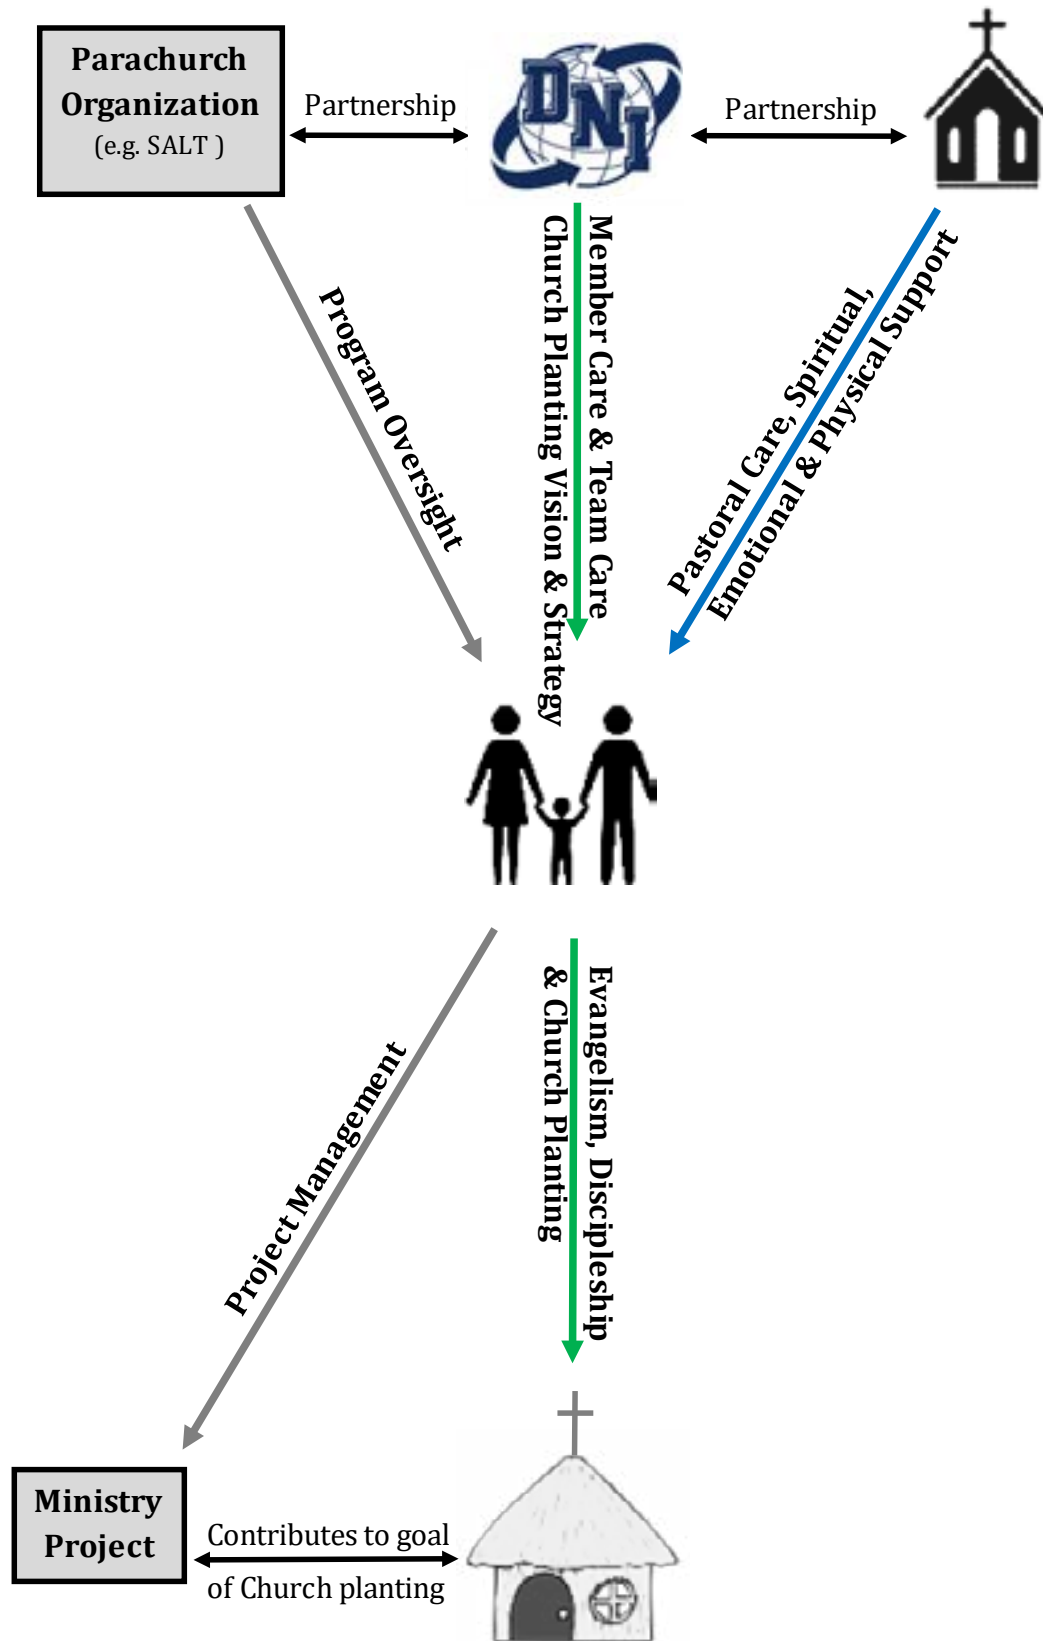 Parachurch
Organization
(e.g. SALT )
Partnership
DNI
Partnership
Program Oversight
Member Care & Team Care
Church Planting Vision & Strategy
Pastoral Care, Spiritual,
Emotional & Physical Support
Project Management
Evangelism, Discipleship
& Church Planting
Ministry
Project
Contributes to goal
of Church planting